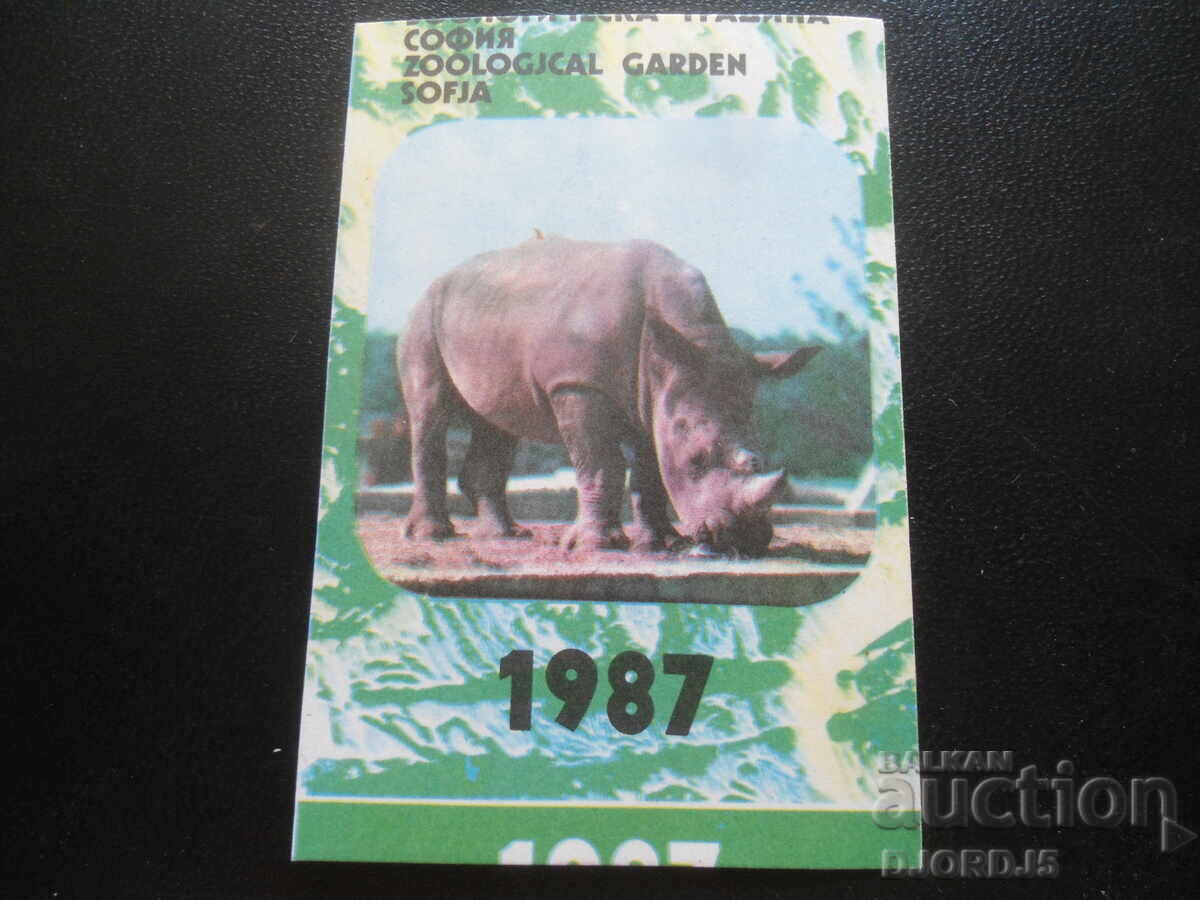 СОФИЯ
ZOOLOGJCAL GARDEN
SOFJA
1987
BALKAN
auction
DJORDJ5